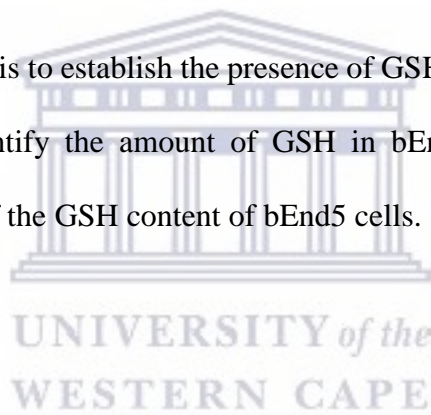 is to establish the presence of GSH
ntify the amount of GSH in bEn
f the GSH content of bEnd5 cells.
UNIVERSITY of the
WESTERN CAPE